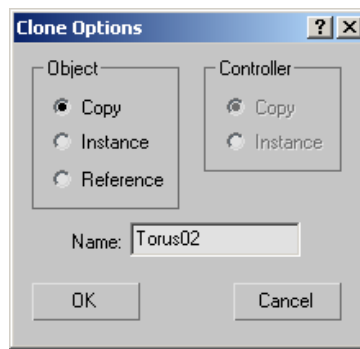 Clone Options ? X
Object
Copy
Instance
Reference
Controller
Copy
Instance
Name: Torus02
OK Cancel